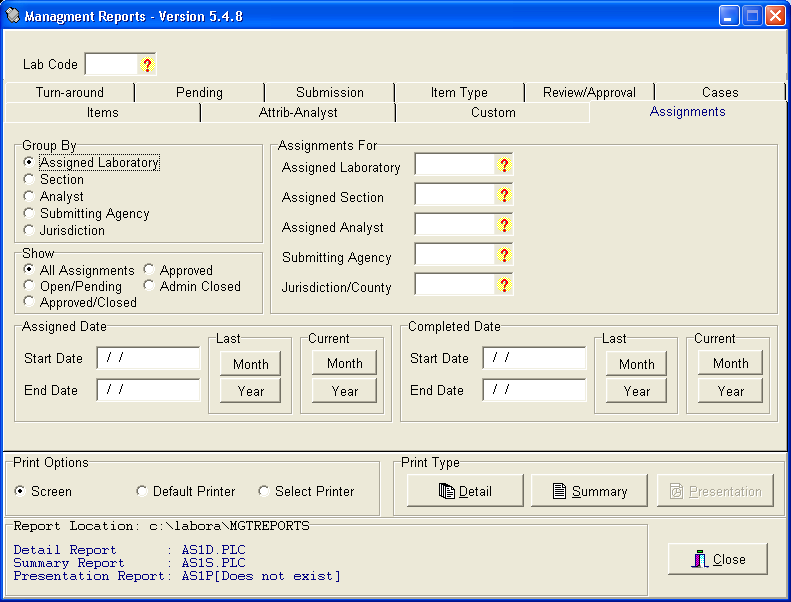 Managment Reports - Version 5.4.8
Lab Code ?
Turn-around Pending Submission Item Type Review/Approval Cases
Items Attrib-Analyst Custom Assignments
Group By
Assigned Laboratory
Section
Analyst
Submitting Agency
Jurisdiction
Assignments For
Assigned Laboratory ?
Assigned Section ?
Assigned Analyst ?
Submitting Agency ?
Jurisdiction/County ?
Show
All Assignments Approved
Open/Pending Admin Closed
Approved/Closed
Assigned Date
Start Date / /
End Date / /
Last
Month
Year
Current
Month
Year
Completed Date
Start Date / /
End Date / /
Last
Month
Year
Current
Month
Year
Print Options
Screen Default Printer Select Printer
Print Type
Detail Summary Presentation
Report Location: c:\labora\MGTREPORTS
Detail Report : AS1D.PLC
Summary Report : AS1S.PLC
Presentation Report: AS1P[Does not exist]
Close